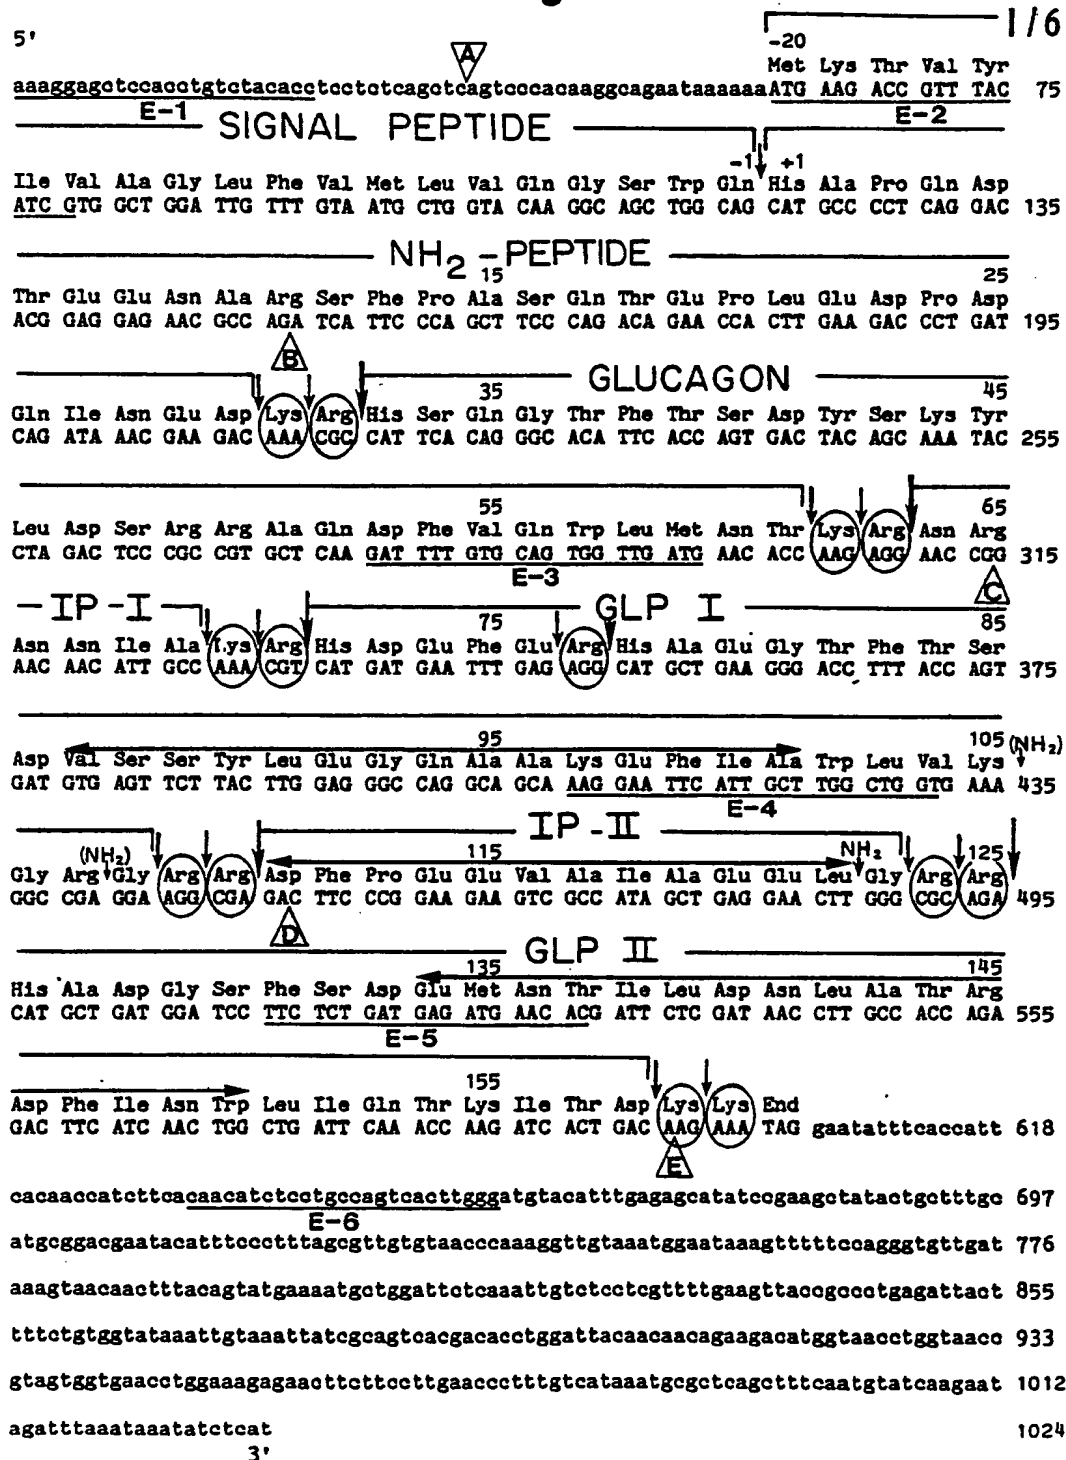 1/6
5'
-20
Met Lys Thr Val Tyr
aaaggagctccacctgtctacacctcctctcagctcagtcccacaaggcagaataaaaaaATG AAG ACC GTT TAC 75
A
E-1
E-2
SIGNAL PEPTIDE
-1 +1
Ile Val Ala Gly Leu Phe Val Met Leu Val Gln Gly Ser Trp Gln His Ala Pro Gln Asp
ATC GTG GCT GGA TTG TTT GTA ATG CTG GTA CAA GGC AGC TGG CAG CAT GCC CCT CAG GAC 135
NH2-PEPTIDE
15 25
Thr Glu Glu Asn Ala Arg Ser Phe Pro Ala Ser Gln Thr Glu Pro Leu Glu Asp Pro Asp
ACG GAG GAG AAC GCC AGA TCA TTC CCA GCT TCC CAG ACA GAA CCA CTT GAA GAC CCT GAT 195
B
GLUCAGON
35 45
Gln Ile Asn Glu Asp Lys Arg His Ser Gln Gly Thr Phe Thr Ser Asp Tyr Ser Lys Tyr
CAG ATA AAC GAA GAC AAA CGC CAT TCA CAG GGC ACA TTC ACC AGT GAC TAC AGC AAA TAC 255
55 65
Leu Asp Ser Arg Arg Ala Gln Asp Phe Val Gln Trp Leu Met Asn Thr Lys Arg Asn Arg
CTA GAC TCC CGC CGT GCT CAA GAT TTT GTG CAG TGG TTG ATG AAC ACC AAG AGG AAC CGG 315
E-3
C
IP-I
GLP I
75 85
Asn Asn Ile Ala Lys Arg His Asp Glu Phe Glu Arg His Ala Glu Gly Thr Phe Thr Ser
AAC AAC ATT GCC AAA CGT CAT GAT GAA TTT GAG AGG CAT GCT GAA GGG ACC TTT ACC AGT 375
95 105 (NH2)
Asp Val Ser Ser Tyr Leu Glu Gly Gln Ala Ala Lys Glu Phe Ile Ala Trp Leu Val Lys
GAT GTG AGT TCT TAC TTG GAG GGC CAG GCA GCA AAG GAA TTC ATT GCT TGG CTG GTG AAA 435
E-4
IP-II
(NH2) 115 NH2 125
Gly Arg Gly Arg Arg Asp Phe Pro Glu Glu Val Ala Ile Ala Glu Glu Leu Gly Arg Arg
GGC CGA GGA AGG CGA GAC TTC CCG GAA GAA GTC GCC ATA GCT GAG GAA CTT GGG CGC AGA 495
D
GLP II
135 145
His Ala Asp Gly Ser Phe Ser Asp Glu Met Asn Thr Ile Leu Asp Asn Leu Ala Thr Arg
CAT GCT GAT GGA TCC TTC TCT GAT GAG ATG AAC ACG ATT CTC GAT AAC CTT GCC ACC AGA 555
E-5
155
Asp Phe Ile Asn Trp Leu Ile Gln Thr Lys Ile Thr Asp Lys Lys End
GAC TTC ATC AAC TGG CTG ATT CAA ACC AAG ATC ACT GAC AAG AAA TAG gaatatttcaccatt 618
E
cacaaccatcttcacaacatctcctgccagtcacttgggatgtacatttgagagcatatccgaagctatactgctttgc 697
E-6
atgcggacgaatacatttccctttagcgttgtgtaacccaaaggttgtaaatggaataaagtttttccagggtgttgat 776
aaagtaacaactttacagtatgaaaatgctggattctcaaattgtctcctcgttttgaagttaccgccctgagattact 855
tttctgtggtataaattgtaaattatcgcagtcacgacacctggattacaacaacagaagacatggtaacctggtaacc 933
gtagtggtgaacctggaaagagaacttcttccttgaaccctttgtcataaatgcgctcagctttcaatgtatcaagaat 1012
agatttaaataaatatctcat 1024
3'